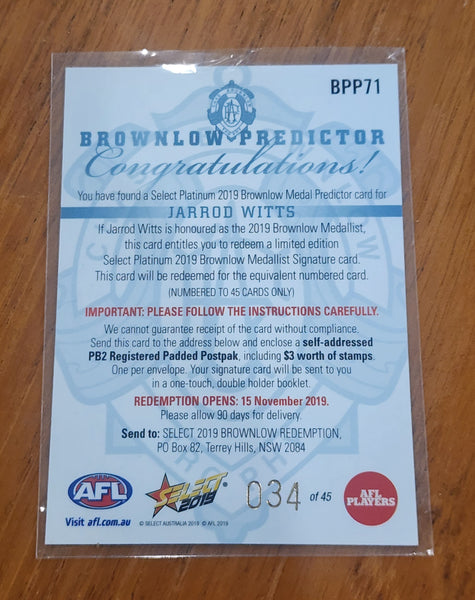 BPP71
BROWNLOW PREDICTOR
Congratulations!
You have found a Select Platinum 2019 Brownlow Medal Predictor card for
JARROD WITTS
If Jarrod Witts is honoured as the 2019 Brownlow Medallist,
this card entitles you to redeem a limited edition
Select Platinum 2019 Brownlow Medallist Signature card.
This card will be redeemed for the equivalent numbered card.
(NUMBERED TO 45 CARDS ONLY)
IMPORTANT: PLEASE FOLLOW THE INSTRUCTIONS CAREFULLY.
We cannot guarantee receipt of the card without compliance.
Send this card to the address below and enclose a self-addressed
PB2 Registered Padded Postpak, including $3 worth of stamps.
One per envelope. Your signature card will be sent to you
in a one-touch, double holder booklet.
REDEMPTION OPENS: 15 November 2019.
Please allow 90 days for delivery.
Send to: SELECT 2019 BROWNLOW REDEMPTION,
PO Box 82, Terrey Hills, NSW 2084
AFL
SELECT
2019
034 of 45
AFL
PLAYERS
Visit afl.com.au
© SELECT AUSTRALIA 2019 © AFL 2019